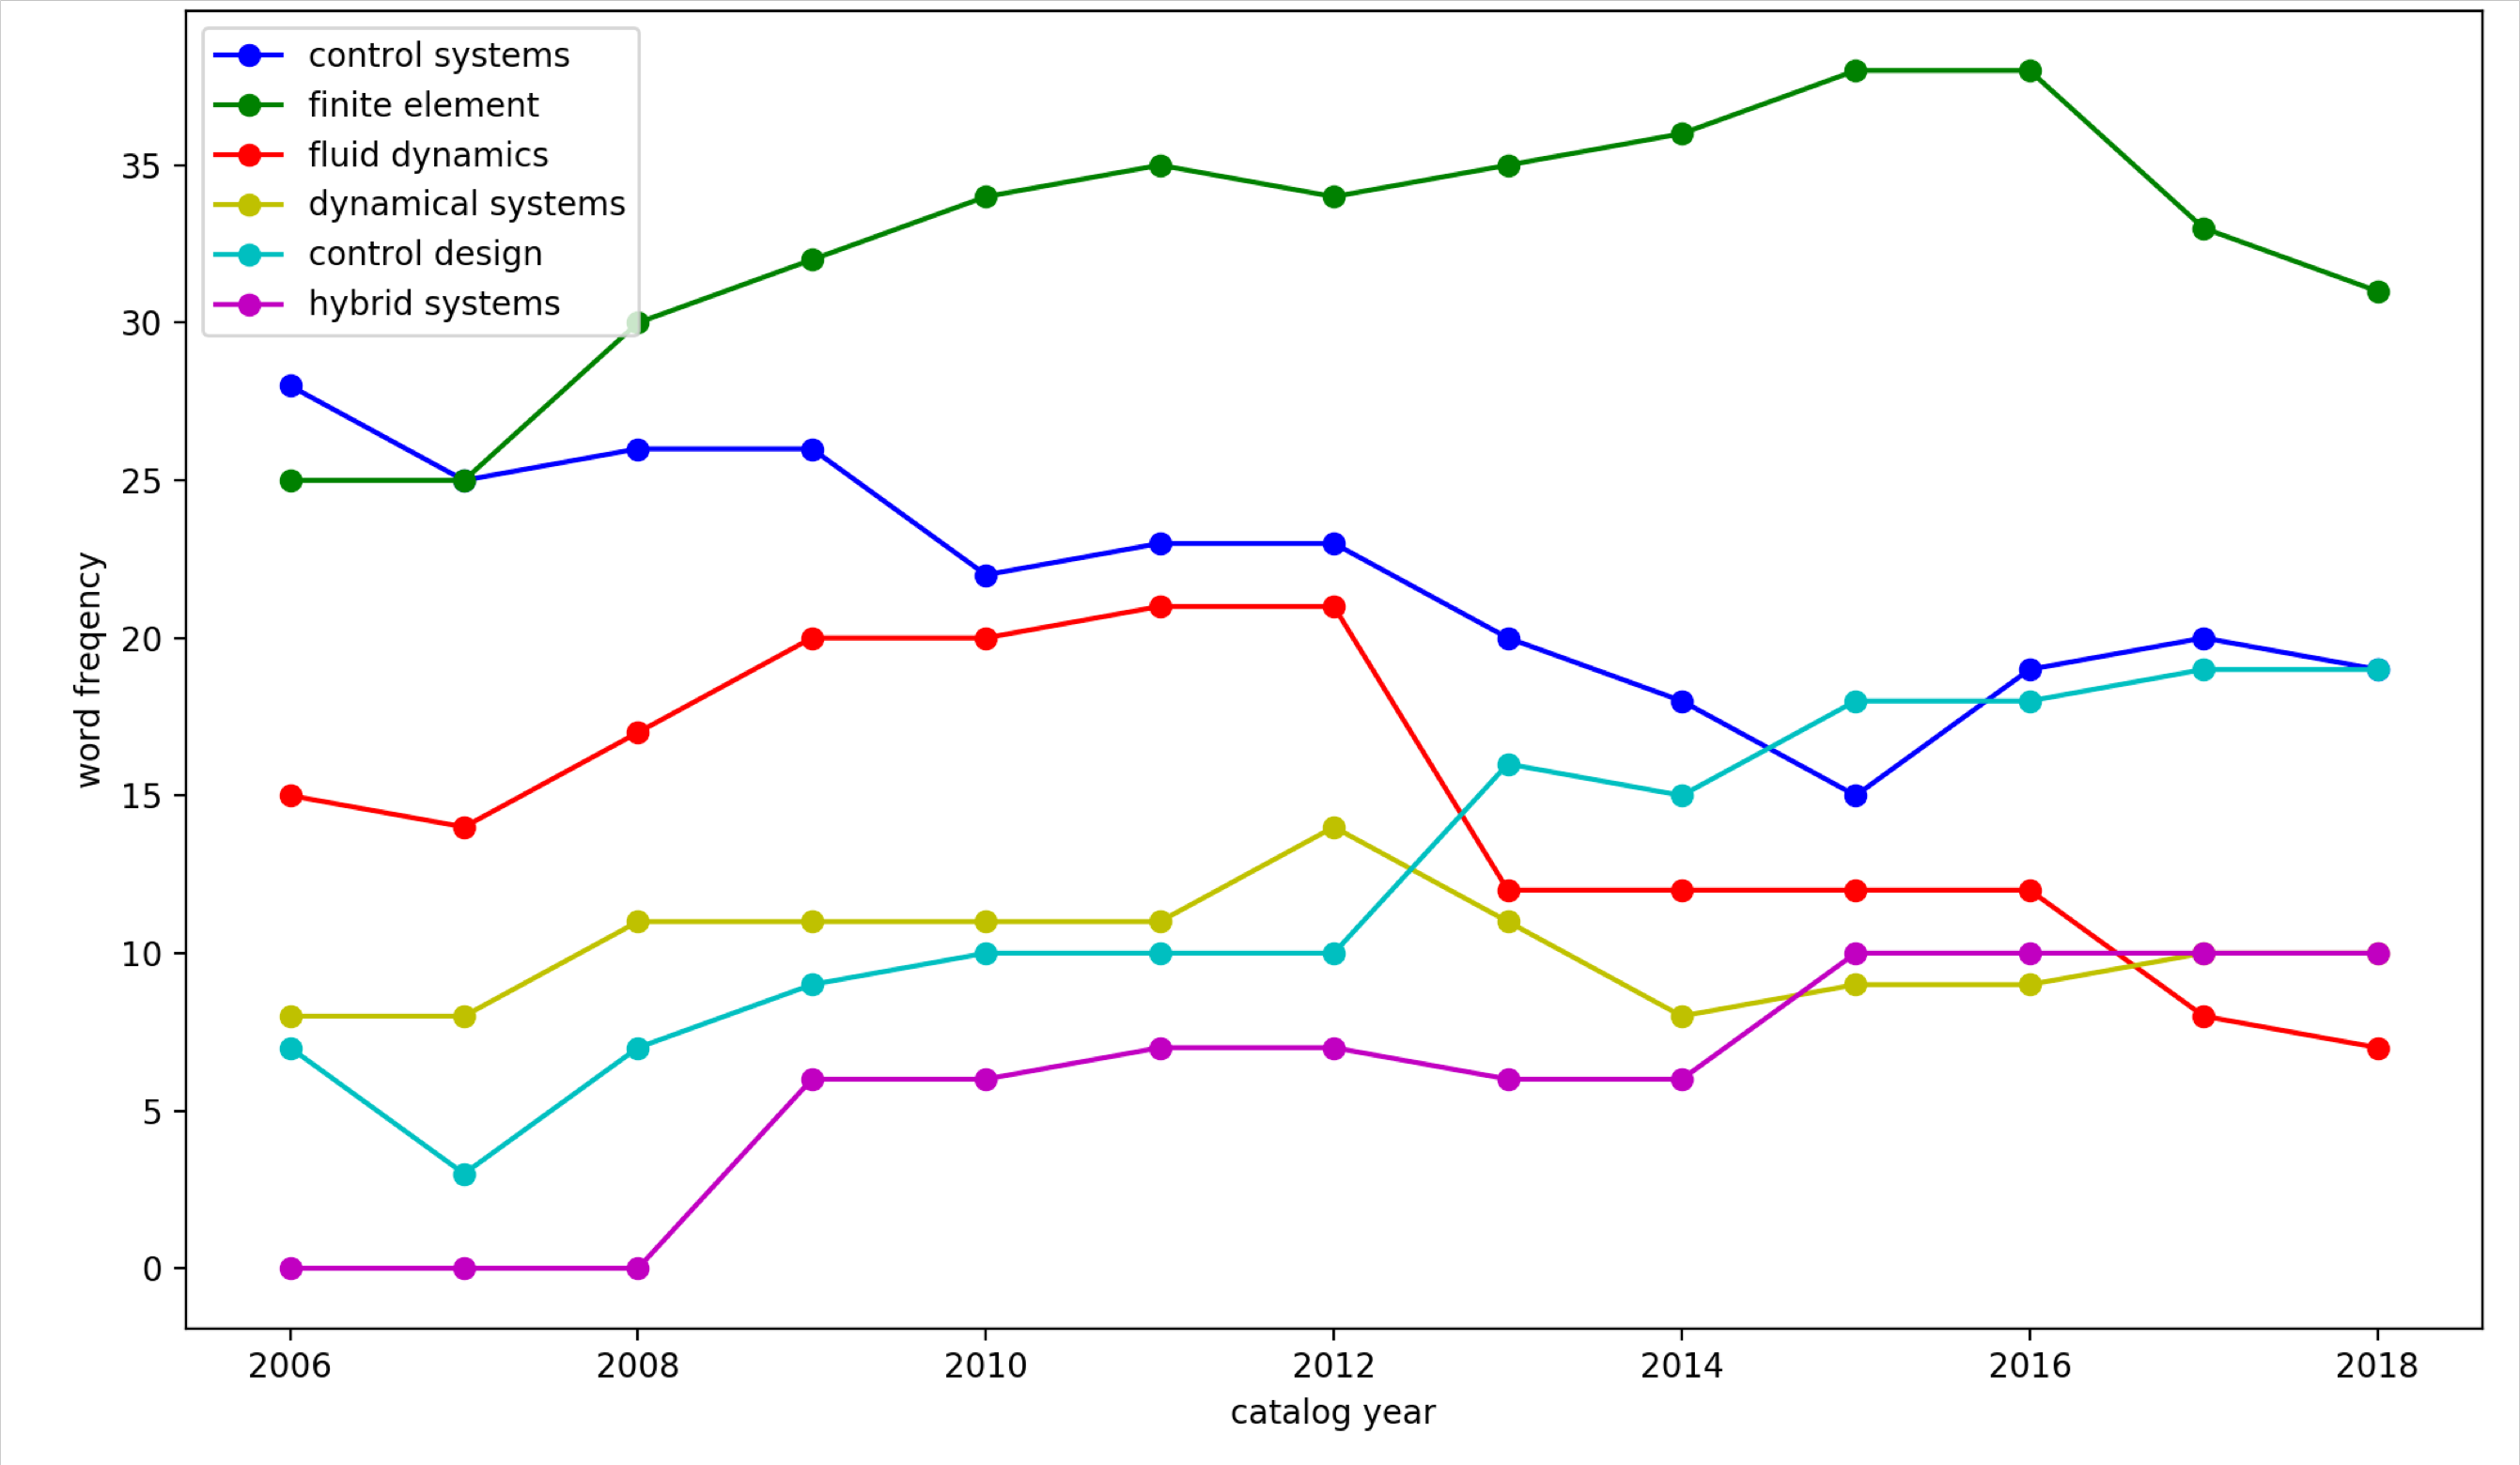 control systems
finite element
fluid dynamics
dynamical systems
control design
hybrid systems
35
30
25
20
15
10
5
0
word freqency
2006 2008 2010 2012 2014 2016 2018
catalog year